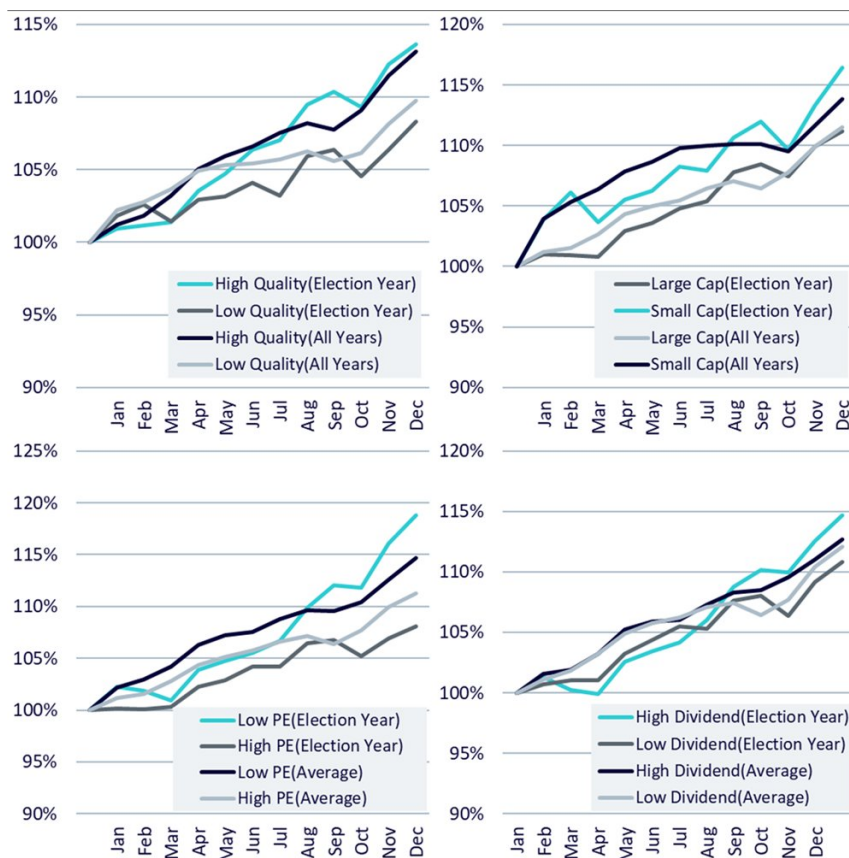 115%
110%
105%
100%
95%
90%
High Quality(Election Year)
Low Quality(Election Year)
High Quality(All Years)
Low Quality(All Years)
Jan
Feb
Mar
Apr
May
Jun
Jul
Aug
Sep
Oct
Nov
Dec
120%
115%
110%
105%
100%
95%
90%
Large Cap(Election Year)
Small Cap(Election Year)
Large Cap(All Years)
Small Cap(All Years)
Jan
Feb
Mar
Apr
May
Jun
Jul
Aug
Sep
Oct
Nov
Dec
125%
120%
115%
110%
105%
100%
95%
90%
Low PE(Election Year)
High PE(Election Year)
Low PE(Average)
High PE(Average)
Jan
Feb
Mar
Apr
May
Jun
Jul
Aug
Sep
Oct
Nov
Dec
120%
115%
110%
105%
100%
95%
90%
High Dividend(Election Year)
Low Dividend(Election Year)
High Dividend(Average)
Low Dividend(Average)
Jan
Feb
Mar
Apr
May
Jun
Jul
Aug
Sep
Oct
Nov
Dec